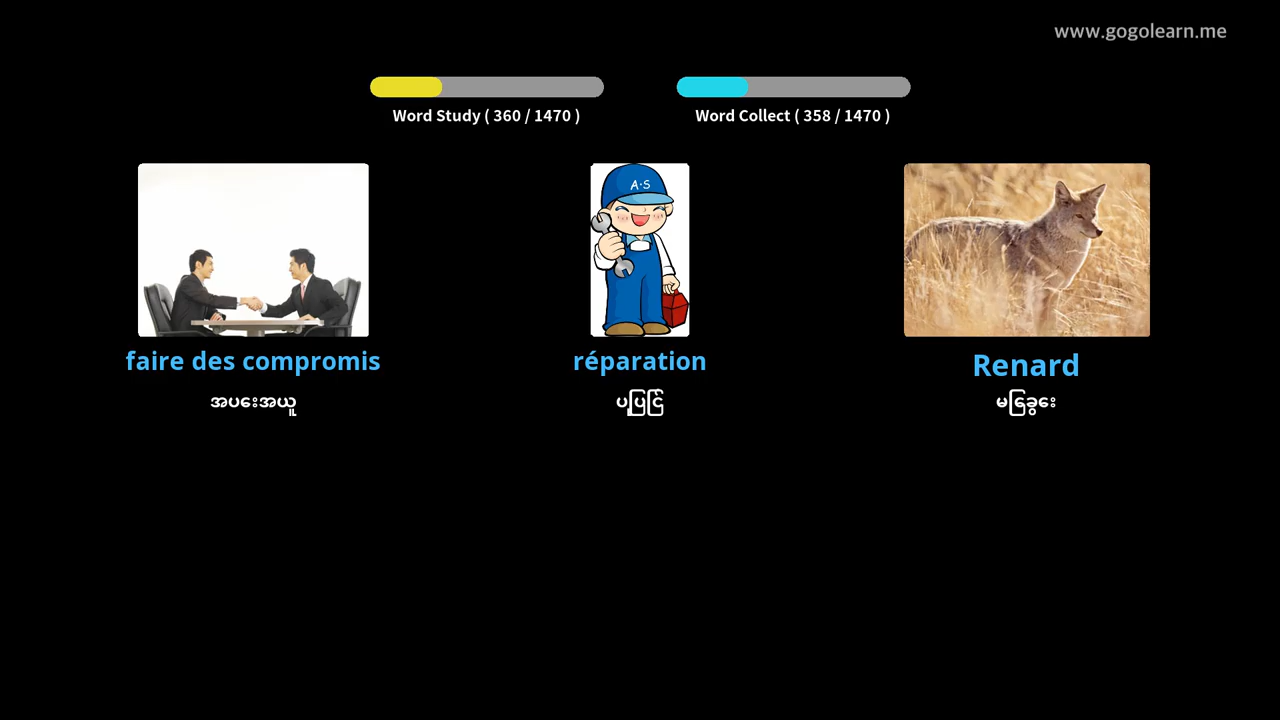 www.gogolearn.me
Word Study ( 360 / 1470 )
Word Collect ( 358 / 1470 )
A·S
faire des compromis
réparation
Renard
အပေးအယူ
ပပြုငြ်
မြေခွေး